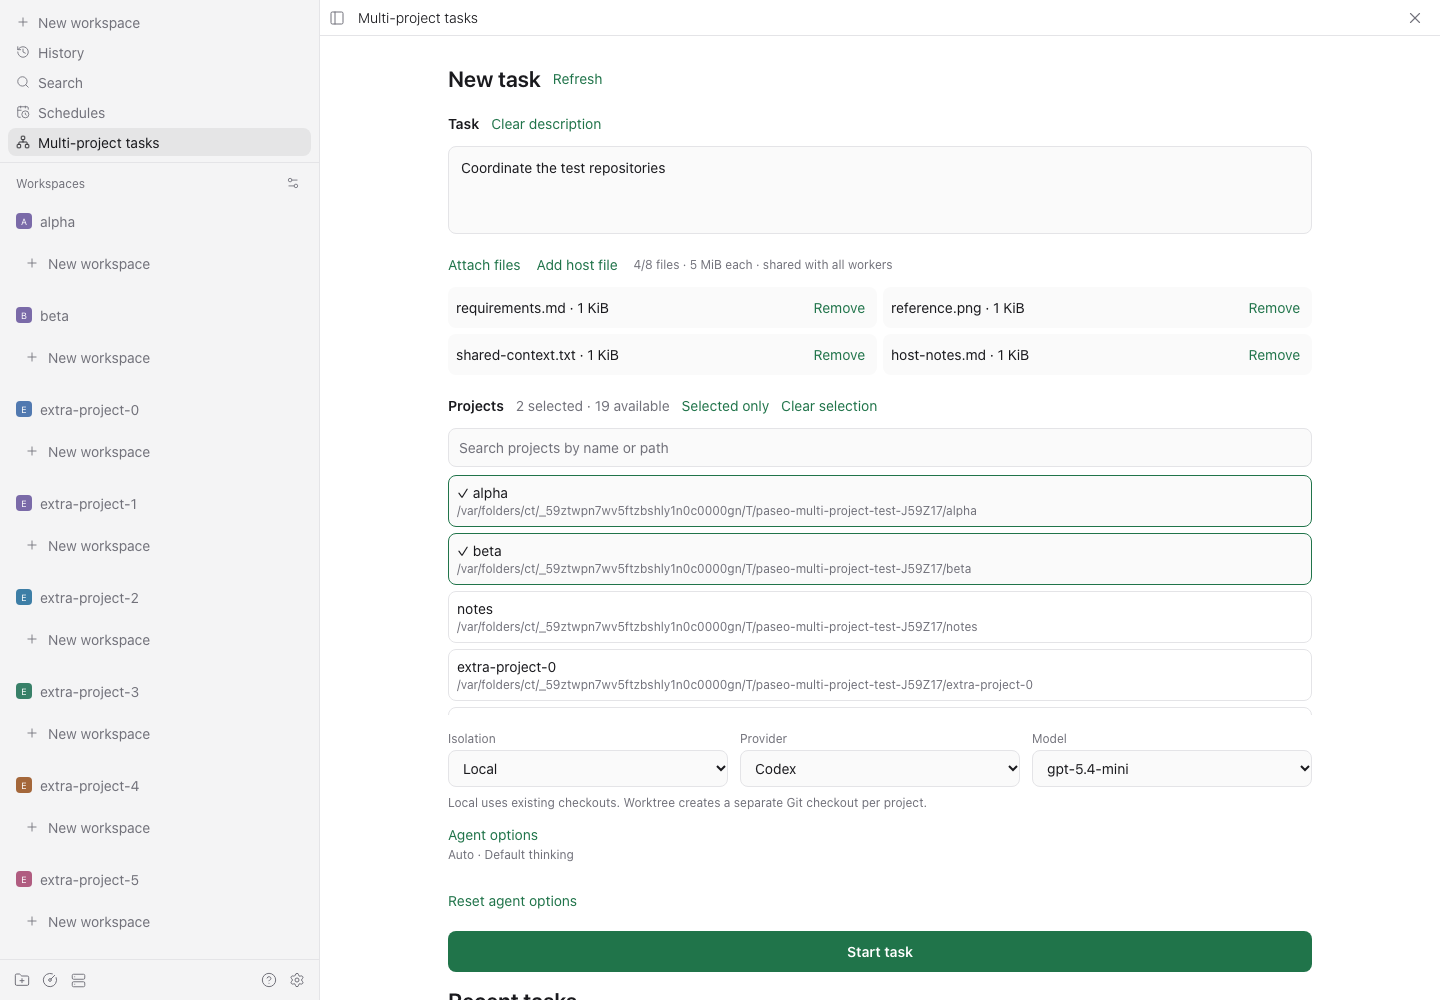 New workspace
History
Search
Schedules
Multi-project tasks
Workspaces
A alpha
New workspace
B beta
New workspace
E extra-project-0
New workspace
E extra-project-1
New workspace
E extra-project-2
New workspace
E extra-project-3
New workspace
E extra-project-4
New workspace
E extra-project-5
New workspace
Multi-project tasks
New task Refresh
Task Clear description
Coordinate the test repositories
Attach files Add host file 4/8 files · 5 MiB each · shared with all workers
requirements.md · 1 KiB Remove
reference.png · 1 KiB Remove
shared-context.txt · 1 KiB Remove
host-notes.md · 1 KiB Remove
Projects 2 selected · 19 available Selected only Clear selection
Search projects by name or path
✓ alpha
/var/folders/ct/_59ztwpn7wv5ftzbshly1n0c0000gn/T/paseo-multi-project-test-J59Z17/alpha
✓ beta
/var/folders/ct/_59ztwpn7wv5ftzbshly1n0c0000gn/T/paseo-multi-project-test-J59Z17/beta
notes
/var/folders/ct/_59ztwpn7wv5ftzbshly1n0c0000gn/T/paseo-multi-project-test-J59Z17/notes
extra-project-0
/var/folders/ct/_59ztwpn7wv5ftzbshly1n0c0000gn/T/paseo-multi-project-test-J59Z17/extra-project-0
Isolation Provider Model
Local Codex gpt-5.4-mini
Local uses existing checkouts. Worktree creates a separate Git checkout per project.
Agent options
Auto · Default thinking
Reset agent options
Start task
Recent tasks